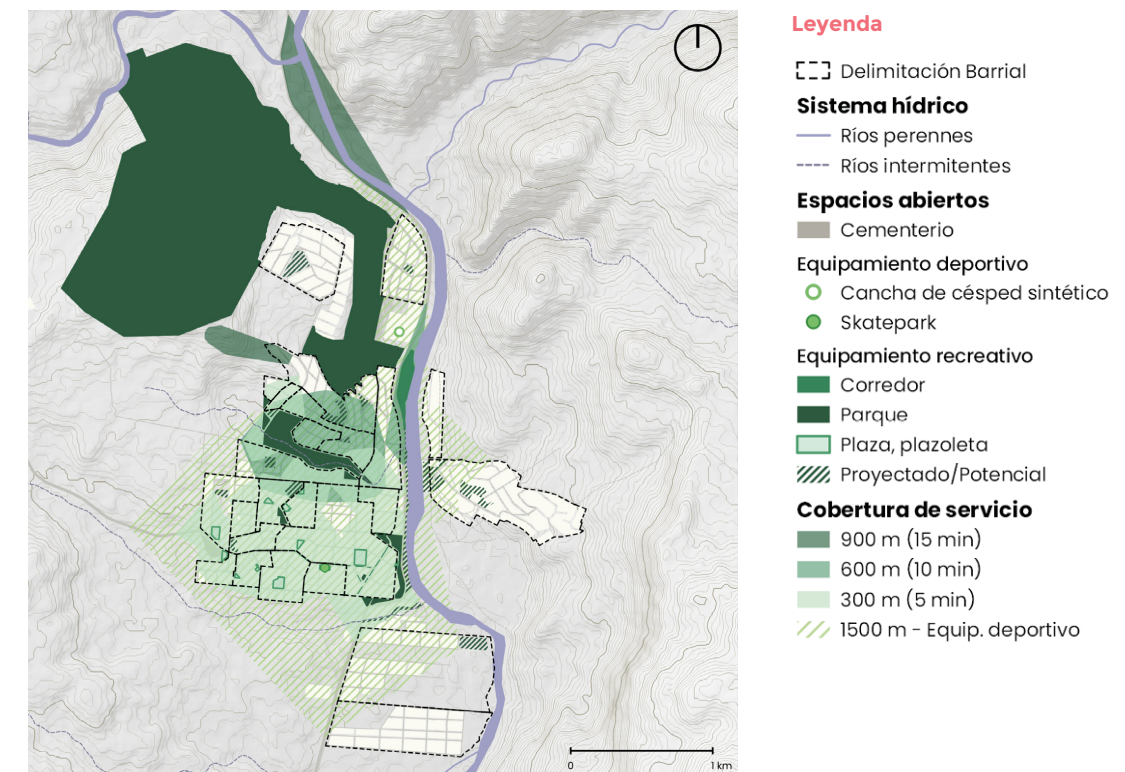 Leyenda
Delimitación Barrial
Sistema hídrico
Ríos perennes
Ríos intermitentes
Espacios abiertos
Cementerio
Equipamiento deportivo
Cancha de césped sintético
Skatepark
Equipamiento recreativo
Corredor
Parque
Plaza, plazoleta
Proyectado/Potencial
Cobertura de servicio
900 m (15 min)
600 m (10 min)
300 m (5 min)
1500 m - Equip. deportivo
0 1 km